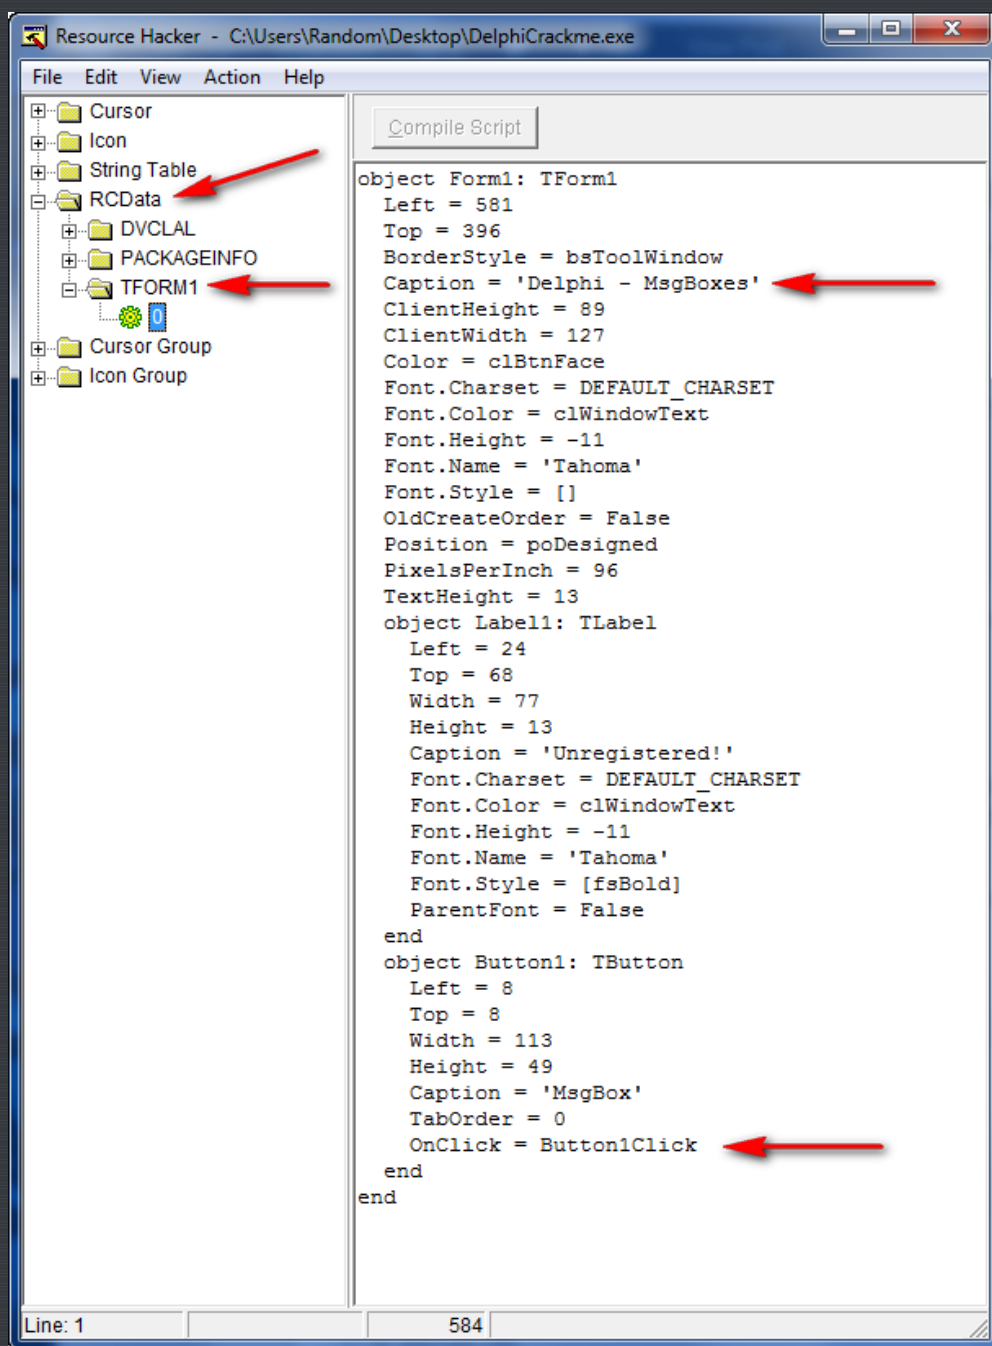 Resource Hacker - C:\Users\Random\Desktop\DelphiCrackme.exe
File Edit View Action Help
Cursor
Icon
String Table
RCData
DVCLAL
PACKAGEINFO
TFORM1
0
Cursor Group
Icon Group
Compile Script
object Form1: TForm1
  Left = 581
  Top = 396
  BorderStyle = bsToolWindow
  Caption = 'Delphi - MsgBoxes'
  ClientHeight = 89
  ClientWidth = 127
  Color = clBtnFace
  Font.Charset = DEFAULT_CHARSET
  Font.Color = clWindowText
  Font.Height = -11
  Font.Name = 'Tahoma'
  Font.Style = []
  OldCreateOrder = False
  Position = poDesigned
  PixelsPerInch = 96
  TextHeight = 13
  object Label1: TLabel
    Left = 24
    Top = 68
    Width = 77
    Height = 13
    Caption = 'Unregistered!'
    Font.Charset = DEFAULT_CHARSET
    Font.Color = clWindowText
    Font.Height = -11
    Font.Name = 'Tahoma'
    Font.Style = [fsBold]
    ParentFont = False
  end
  object Button1: TButton
    Left = 8
    Top = 8
    Width = 113
    Height = 49
    Caption = 'MsgBox'
    TabOrder = 0
    OnClick = Button1Click
  end
end
Line: 1
584